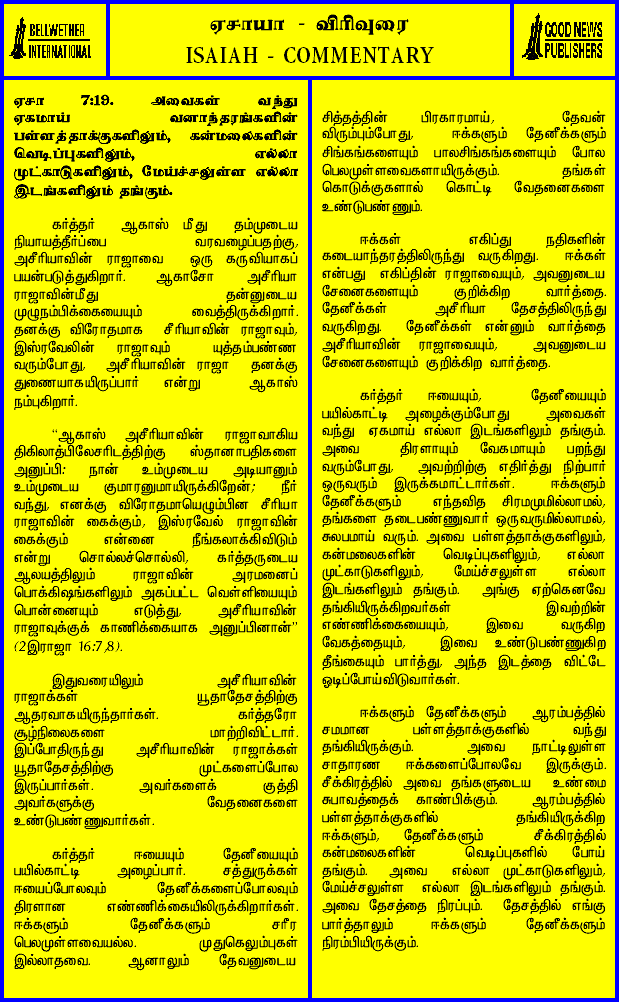 BELLWETHER
INTERNATIONAL
ஏசாயா - விரிவுரை
ISAIAH - COMMENTARY
GOOD NEWS
PUBLISHERS
ஏசா 7:19. அவைகள் வந்து
ஏகமாய் வனாந்தரங்களின்
பள்ளத்தாக்குகளிலும், கன்மலைகளின்
வெடிப்புகளிலும், எல்லா
முட்காடுகளிலும், மேய்ச்சலுள்ள எல்லா
இடங்களிலும் தங்கும்.
கர்த்தர் ஆகாஸ் மீது தம்முடைய
நியாயத்தீர்ப்பை வரவழைப்பதற்கு,
அசீரியாவின் ராஜாவை ஒரு கருவியாகப்
பயன்படுத்துகிறார். ஆகாசோ அசீரியா
ராஜாவின்மீது தன்னுடைய
முழுநம்பிக்கையையும் வைத்திருக்கிறார்.
தனக்கு விரோதமாக சீரியாவின் ராஜாவும்,
இஸ்ரவேலின் ராஜாவும் யுத்தம்பண்ண
வரும்போது, அசீரியாவின் ராஜா தனக்கு
துணையாகயிருப்பார் என்று ஆகாஸ்
நம்புகிறார்.
“ஆகாஸ் அசீரியாவின் ராஜாவாகிய
திகிலாத்பிலேசரிடத்திற்கு ஸ்தானாபதிகளை
அனுப்பி: நான் உம்முடைய அடியானும்
உம்முடைய குமாரனுமாயிருக்கிறேன்; நீர்
வந்து, எனக்கு விரோதமாயெழும்பின சீரியா
ராஜாவின் கைக்கும், இஸ்ரவேல் ராஜாவின்
கைக்கும் என்னை நீங்கலாக்கிவிடும்
என்று சொல்லச்சொல்லி, கர்த்தருடைய
ஆலயத்திலும் ராஜாவின் அரமனைப்
பொக்கிஷங்களிலும் அகப்பட்ட வெள்ளியையும்
பொன்னையும் எடுத்து, அசீரியாவின்
ராஜாவுக்குக் காணிக்கையாக அனுப்பினான்”
(2இராஜா 16:7,8).
இதுவரையிலும் அசீரியாவின்
ராஜாக்கள் யூதாதேசத்திற்கு
ஆதரவாகயிருந்தார்கள். கர்த்தரோ
சூழ்நிலைகளை மாற்றிவிட்டார்.
இப்போதிருந்து அசீரியாவின் ராஜாக்கள்
யூதாதேசத்திற்கு முட்களைப்போல
இருப்பார்கள். அவர்களைக் குத்தி
அவர்களுக்கு வேதனைகளை
உண்டுபண்ணுவார்கள்.
கர்த்தர் ஈயையும் தேனீயையும்
பயில்காட்டி அழைப்பார். சத்துருக்கள்
ஈயைப்போலவும் தேனீக்களைப்போலவும்
திரளான எண்ணிக்கையிலிருக்கிறார்கள்.
ஈக்களும் தேனீக்களும் சரீர
பெலமுள்ளவையல்ல. முதுகெலும்புகள்
இல்லாதவை. ஆனாலும் தேவனுடைய
சித்தத்தின் பிரகாரமாய், தேவன்
விரும்பும்போது, ஈக்களும் தேனீக்களும்
சிங்கங்களையும் பாலசிங்கங்களையும் போல
பெலமுள்ளவைகளாயிருக்கும். தங்கள்
கொடுக்குகளால் கொட்டி வேதனைகளை
உண்டுபண்ணும்.
ஈக்கள் எகிப்து நதிகளின்
கடையாந்தரத்திலிருந்து வருகிறது. ஈக்கள்
என்பது எகிப்தின் ராஜாவையும், அவனுடைய
சேனைகளையும் குறிக்கிற வார்த்தை.
தேனீக்கள் அசீரியா தேசத்திலிருந்து
வருகிறது. தேனீக்கள் என்னும் வார்த்தை
அசீரியாவின் ராஜாவையும், அவனுடைய
சேனைகளையும் குறிக்கிற வார்த்தை.
கர்த்தர் ஈயையும், தேனீயையும்
பயில்காட்டி அழைக்கும்போது அவைகள்
வந்து ஏகமாய் எல்லா இடங்களிலும் தங்கும்.
அவை திரளாயும் வேகமாயும் பறந்து
வரும்போது, அவற்றிற்கு எதிர்த்து நிற்பார்
ஒருவரும் இருக்கமாட்டார்கள். ஈக்களும்
தேனீக்களும் எந்தவித சிரமமுமில்லாமல்,
தங்களை தடைபண்ணுவார் ஒருவருமில்லாமல்,
சுலபமாய் வரும். அவை பள்ளத்தாக்குகளிலும்,
கன்மலைகளின் வெடிப்புகளிலும், எல்லா
முட்காடுகளிலும், மேய்ச்சலுள்ள எல்லா
இடங்களிலும் தங்கும். அங்கு ஏற்கெனவே
தங்கியிருக்கிறவர்கள் இவற்றின்
எண்ணிக்கையையும், இவை வருகிற
வேகத்தையும், இவை உண்டுபண்ணுகிற
தீங்கையும் பார்த்து, அந்த இடத்தை விட்டே
ஓடிப்போய்விடுவார்கள்.
ஈக்களும் தேனீக்களும் ஆரம்பத்தில்
சமமான பள்ளத்தாக்குகளில் வந்து
தங்கியிருக்கும். அவை நாட்டிலுள்ள
சாதாரண ஈக்களைப்போலவே இருக்கும்.
சீக்கிரத்தில் அவை தங்களுடைய உண்மை
சுபாவத்தைக் காண்பிக்கும். ஆரம்பத்தில்
பள்ளத்தாக்குகளில் தங்கியிருக்கிற
ஈக்களும், தேனீக்களும் சீக்கிரத்தில்
கன்மலைகளின் வெடிப்புகளில் போய்
தங்கும். அவை எல்லா முட்காடுகளிலும்,
மேய்ச்சலுள்ள எல்லா இடங்களிலும் தங்கும்.
அவை தேசத்தை நிரப்பும். தேசத்தில் எங்கு
பார்த்தாலும் ஈக்களும் தேனீக்களும்
நிரம்பியிருக்கும்.